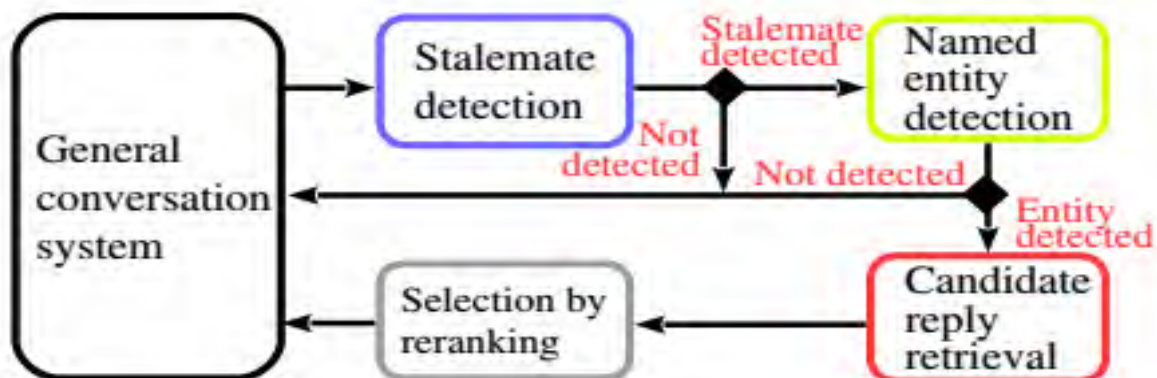 General
conversation
system
Stalemate
detection
Stalemate
detected
Named
entity
detection
Not
detected
Not detected
Entity
detected
Candidate
reply
retrieval
Selection by
reranking